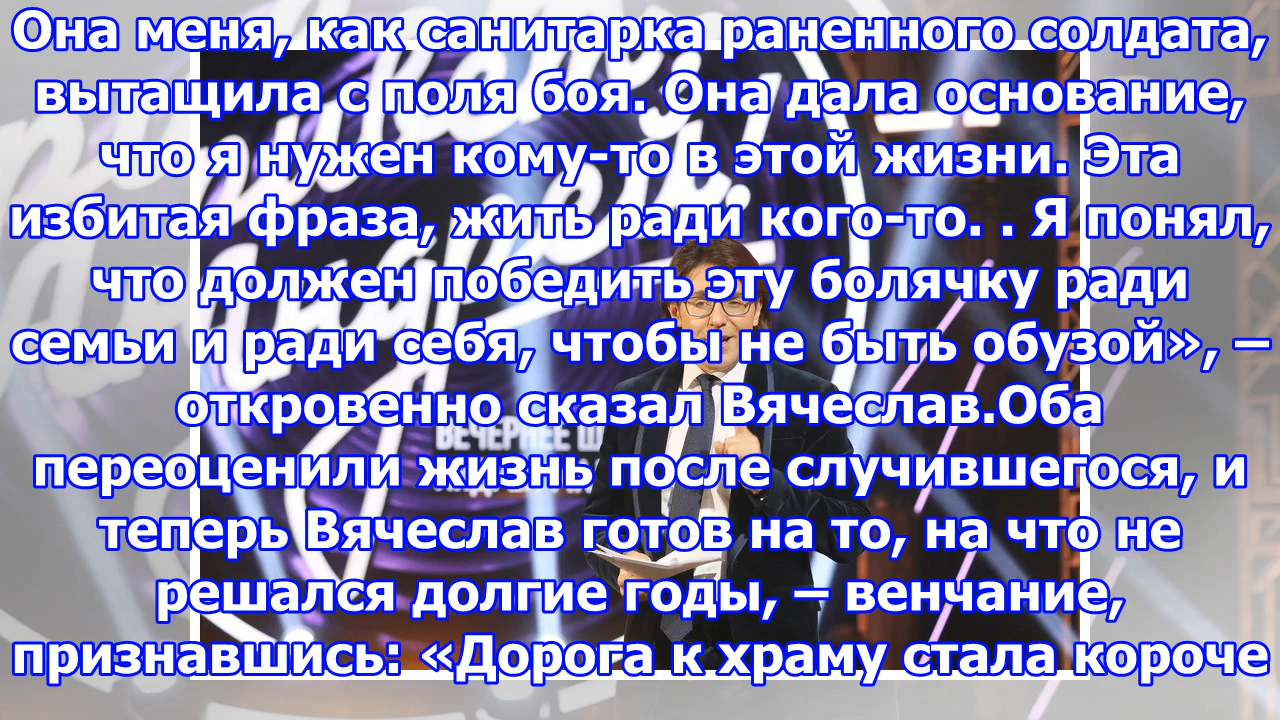 Она меня, как санитарка раненного солдата,
вытащила с поля боя. Она дала основание,
что я нужен кому-то в этой жизни. Эта
избитая фраза, жить ради кого-то. . Я понял,
что должен победить эту болячку ради
семьи и ради себя, чтобы не быть обузой», –
откровенно сказал Вячеслав.Оба
переоценили жизнь после случившегося, и
теперь Вячеслав готов на то, на что не
решался долгие годы, – венчание,
признавшись: «Дорога к храму стала короче
Привет,
Андрей!
ВЕЧЕРНЕЕ Ш